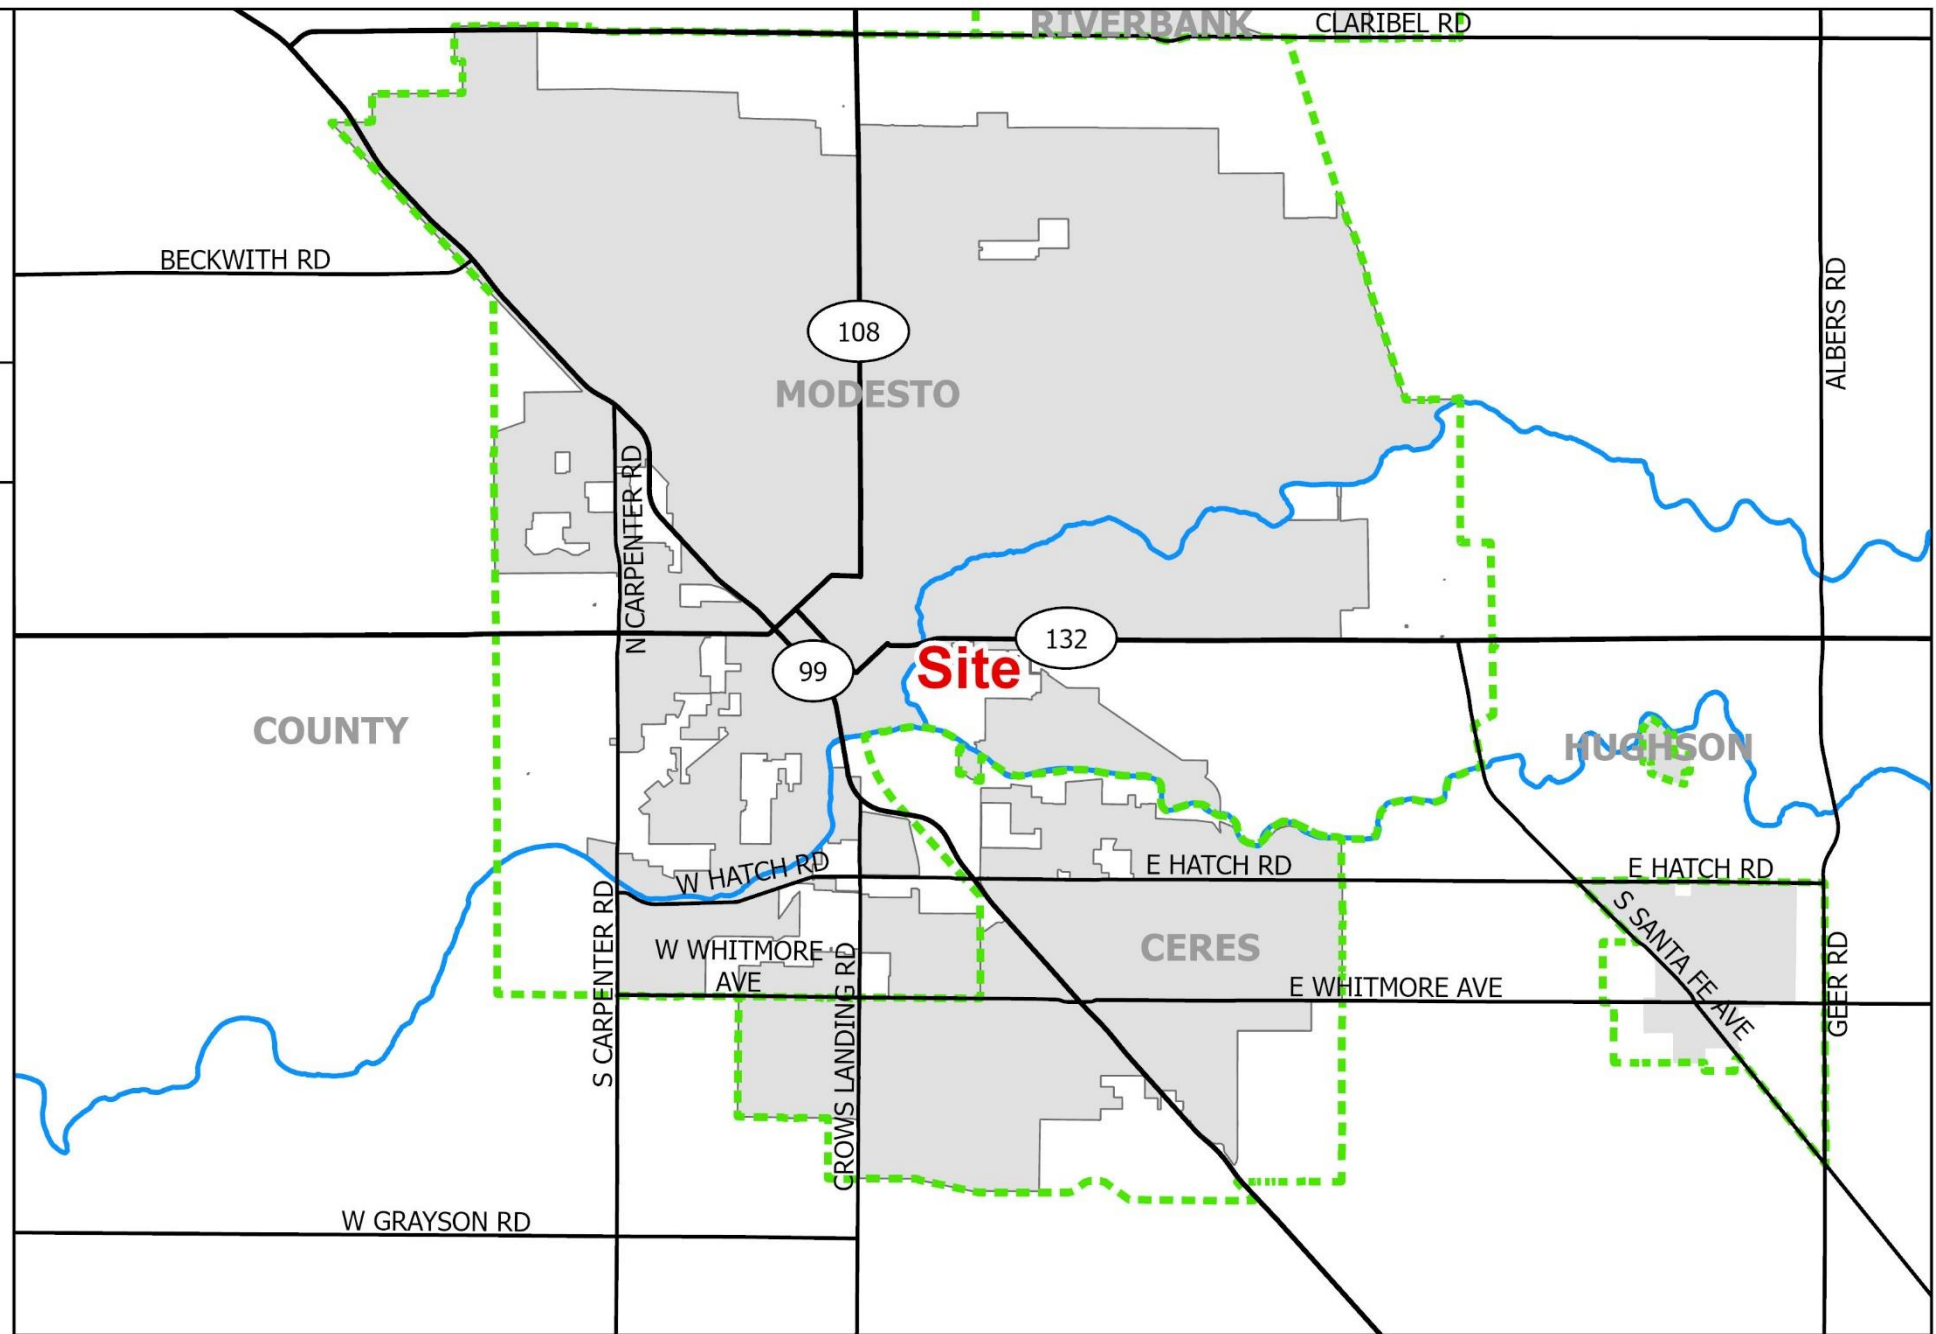 RIVERBANK
CLARIBEL RD
BECKWITH RD
ALBERS RD
108
MODESTO
N CARPENTER RD
132
Site
99
COUNTY
HUGHSON
W HATCH RD
E HATCH RD
E HATCH RD
S CARPENTER RD
S SANTA FE AVE
W WHITMORE
AVE
CERES
CROWS LANDING RD
E WHITMORE AVE
GEER RD
W GRAYSON RD